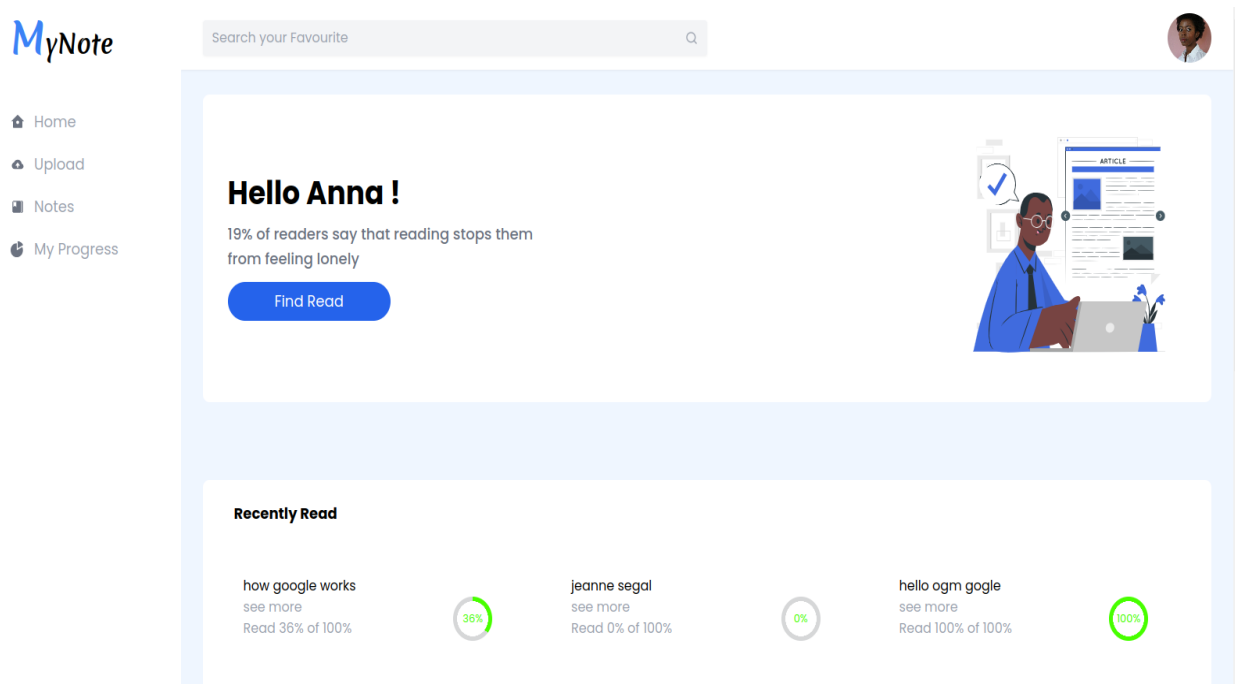 MyNote
Search your Favourite
Home
Upload
Notes
My Progress
Hello Anna !
19% of readers say that reading stops them
from feeling lonely
Find Read
ARTICLE
Recently Read
how google works
see more
Read 36% of 100%
36%
jeanne segal
see more
Read 0% of 100%
0%
hello ogm gogle
see more
Read 100% of 100%
100%